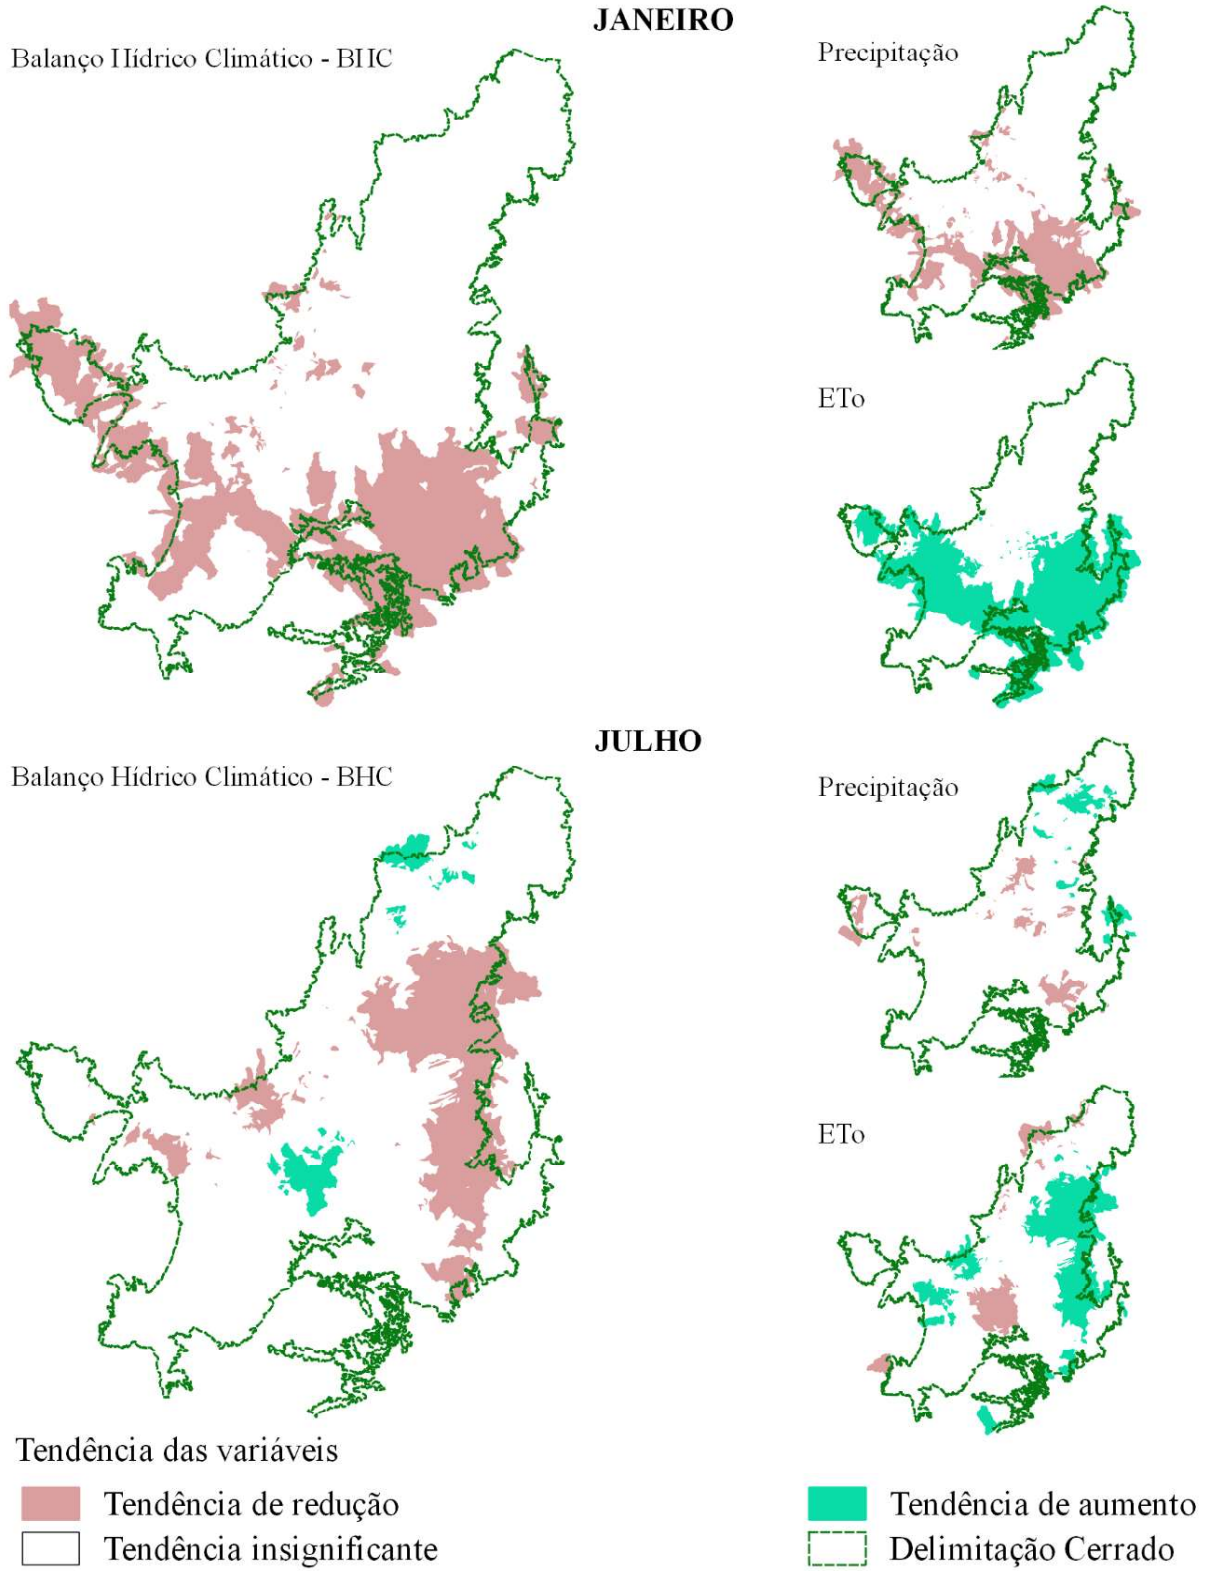 JANEIRO
Balanço Hídrico Climático - BHC
Precipitação
ETo
JULHO
Balanço Hídrico Climático - BHC
Precipitação
ETo
Tendência das variáveis
Tendência de redução
Tendência de aumento
Tendência insignificante
Delimitação Cerrado